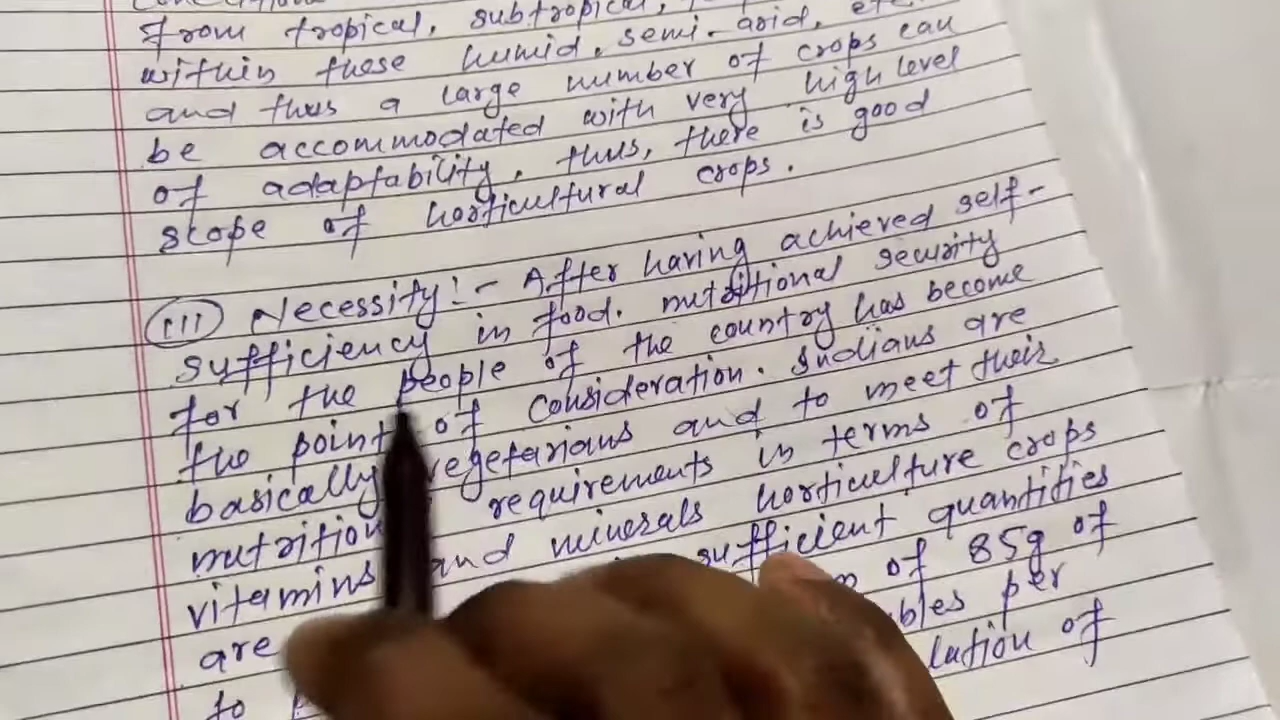 from tropical, subtropical,
within these humid, semi-arid, etc.
and thus a large number of crops can
be accommodated with very high level
of adaptability, thus, there is good
scope of horticultural crops.
(III) Necessity:- After having achieved self-
sufficiency in food. nutritional security
for the people of the country has become
the point of consideration. Indians are
basically vegetarians and to meet their
nutrition requirements in terms of
vitamins and minerals horticulture crops
are sufficient quantities
to of 85g of
per
of